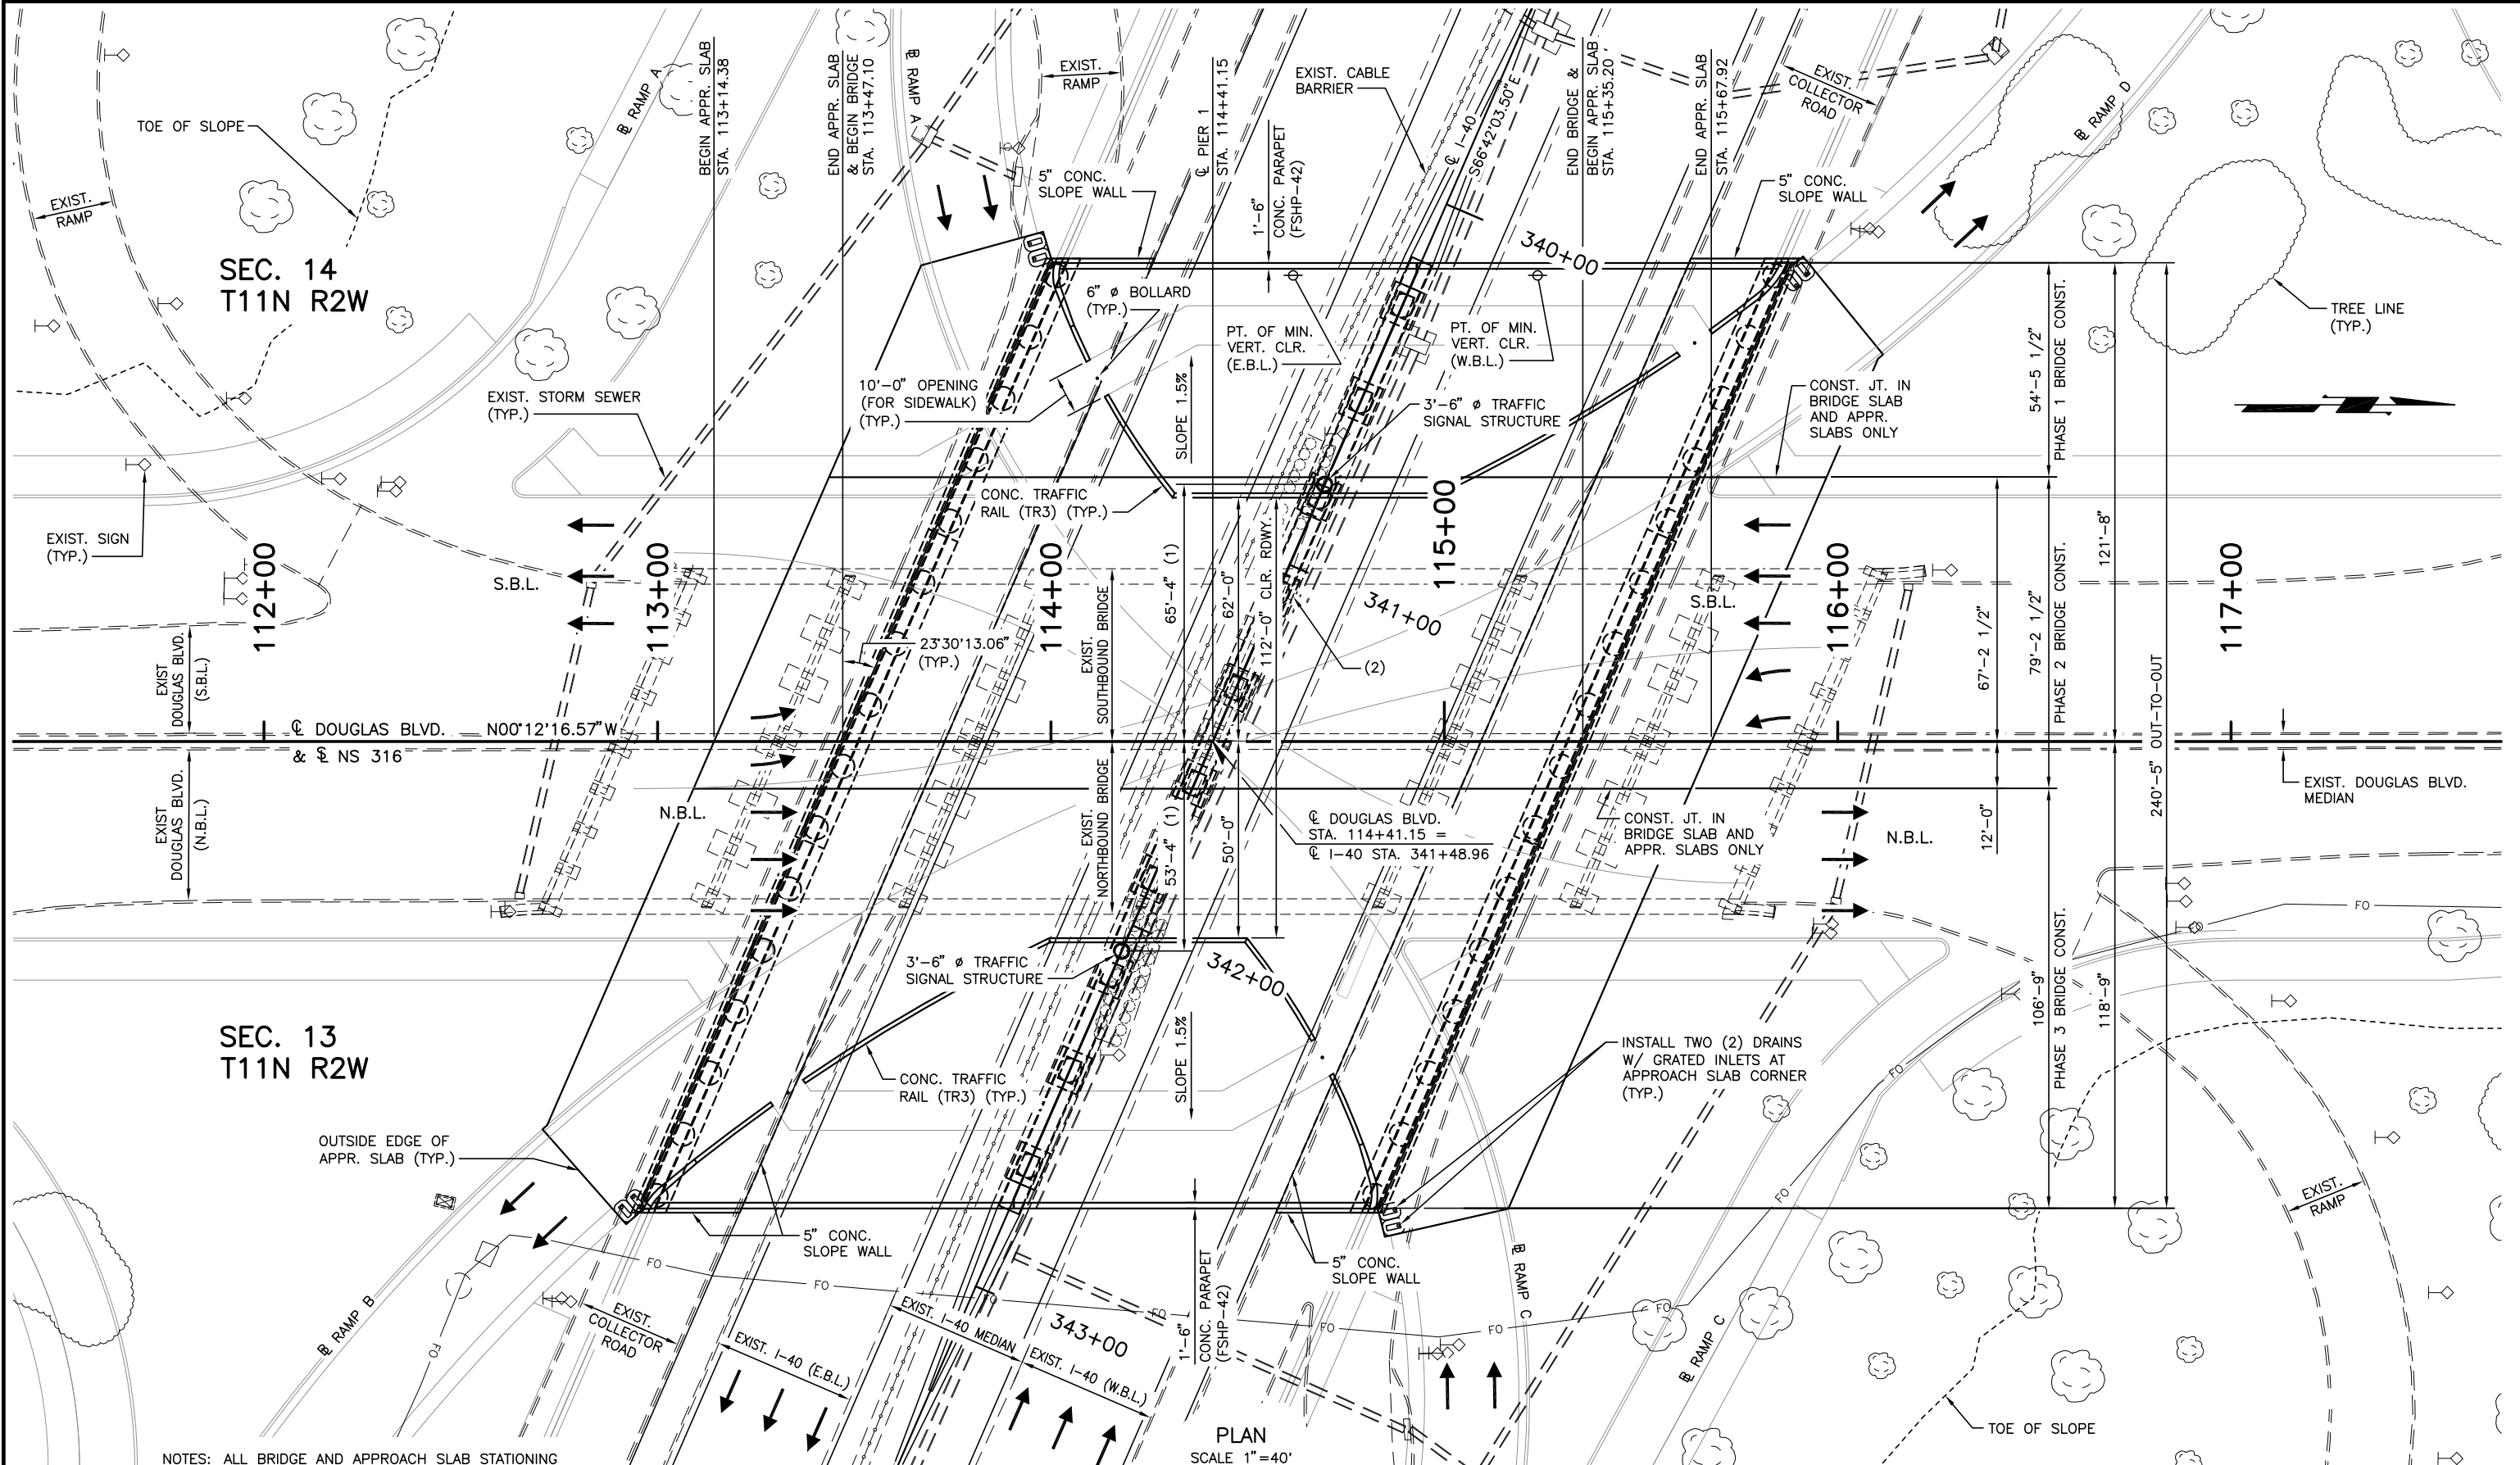 TOE OF SLOPE
EXIST.
RAMP
SEC. 14
T11N R2W
EXIST. SIGN
(TYP.)
EXIST. STORM SEWER
(TYP.)
℄ RAMP A
BEGIN APPR. SLAB
STA. 113+14.38
END APPR. SLAB
& BEGIN BRIDGE
STA. 113+47.10
RAMP A
EXIST.
RAMP
5" CONC.
SLOPE WALL
℄ PIER 1
STA. 114+41.15
1'-6"
CONC. PARAPET
(FSHP-42)
EXIST. CABLE
BARRIER
℄ I-40
S66°42'03.50"E
END BRIDGE &
BEGIN APPR. SLAB
STA. 115+35.20
END APPR. SLAB
STA. 115+67.92
EXIST.
COLLECTOR
ROAD
5" CONC.
SLOPE WALL
RAMP D
TREE LINE
(TYP.)
6" ø BOLLARD
(TYP.)
10'-0" OPENING
(FOR SIDEWALK)
(TYP.)
SLOPE 1.5%
PT. OF MIN.
VERT. CLR.
(E.B.L.)
PT. OF MIN.
VERT. CLR.
(W.B.L.)
340+00
3'-6" ø TRAFFIC
SIGNAL STRUCTURE
CONST. JT. IN
BRIDGE SLAB
AND APPR.
SLABS ONLY
54'-5 1/2"
PHASE 1 BRIDGE CONST.
CONC. TRAFFIC
RAIL (TR3) (TYP.)
112+00
113+00
114+00
115+00
116+00
117+00
S.B.L.
S.B.L.
EXIST
DOUGLAS BLVD.
(S.B.L.)
23°30'13.06"
(TYP.)
EXIST.
SOUTHBOUND BRIDGE
65'-4" (1)
62'-0"
112'-0" CLR. RDWY.
341+00
(2)
67'-2 1/2"
79'-2 1/2"
PHASE 2 BRIDGE CONST.
121'-8"
240'-5" OUT-TO-OUT
℄ DOUGLAS BLVD.
N00°12'16.57"W
& NS 316
EXIST
DOUGLAS BLVD.
(N.B.L.)
N.B.L.
EXIST.
NORTHBOUND BRIDGE
53'-4" (1)
50'-0"
℄ DOUGLAS BLVD.
STA. 114+41.15 =
℄ I-40 STA. 341+48.96
CONST. JT. IN
BRIDGE SLAB AND
APPR. SLABS ONLY
N.B.L.
12'-0"
EXIST. DOUGLAS BLVD.
MEDIAN
FO
3'-6" ø TRAFFIC
SIGNAL STRUCTURE
342+00
SEC. 13
T11N R2W
CONC. TRAFFIC
RAIL (TR3) (TYP.)
SLOPE 1.5%
INSTALL TWO (2) DRAINS
W/ GRATED INLETS AT
APPROACH SLAB CORNER
(TYP.)
106'-9"
PHASE 3 BRIDGE CONST.
118'-9"
FO
OUTSIDE EDGE OF
APPR. SLAB (TYP.)
5" CONC.
SLOPE WALL
5" CONC.
SLOPE WALL
1'-6"
CONC. PARAPET
(FSHP-42)
RAMP B
FO
FO
FO
FO
FO
FO
FO
FO
FO
EXIST.
COLLECTOR
ROAD
EXIST. I-40 (E.B.L.)
EXIST. I-40 MEDIAN
EXIST. I-40 (W.B.L.)
343+00
RAMP C
RAMP C
EXIST.
RAMP
TOE OF SLOPE
PLAN
SCALE 1"=40'
NOTES: ALL BRIDGE AND APPROACH SLAB STATIONING